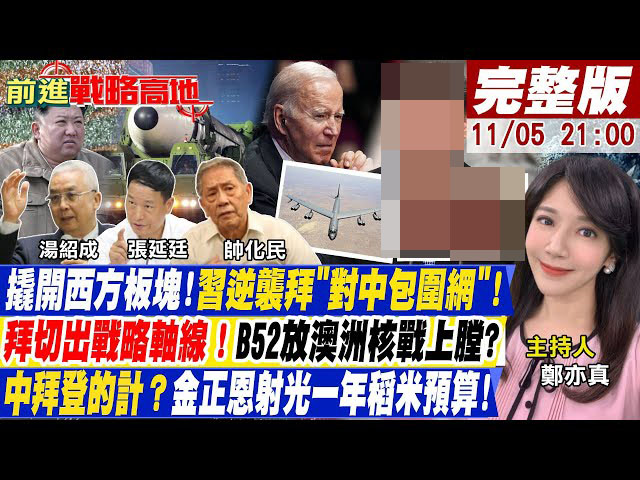 前進戰略高地
完整版
11/05 21:00
湯紹成
張延廷
帥化民
撬開西方板塊!習逆襲拜"對中包圍網"!
拜切出戰略軸線!B52放澳洲核戰上膛?
中拜登的計?金正恩射光一年稻米預算!
主持人
鄭亦真